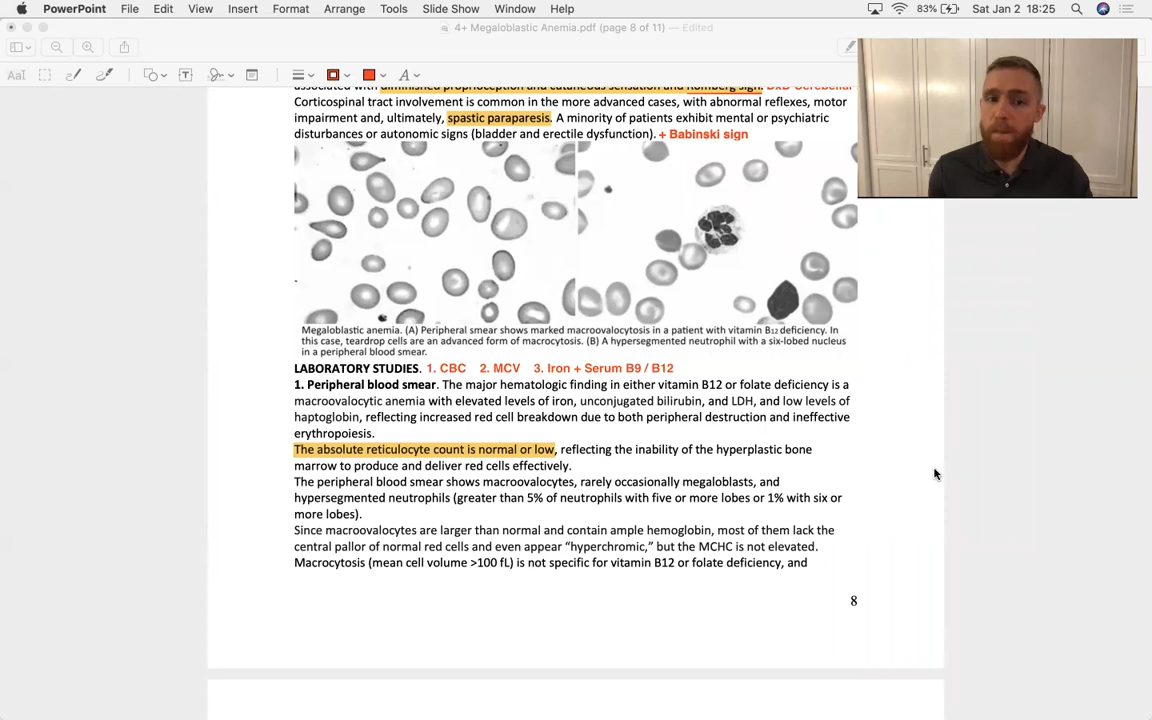 PowerPoint File Edit View Insert Format Arrange Tools Slide Show Window Help 83% Sat Jan 2 18:25
4+ Megaloblastic Anemia.pdf (page 8 of 11) — Edited
associated with diminished proprioception and cutaneous sensation and Romberg sign. DxD Cerebellar
Corticospinal tract involvement is common in the more advanced cases, with abnormal reflexes, motor
impairment and, ultimately, spastic paraparesis. A minority of patients exhibit mental or psychiatric
disturbances or autonomic signs (bladder and erectile dysfunction). + Babinski sign
Megaloblastic anemia. (A) Peripheral smear shows marked macroovalocytosis in a patient with vitamin B12 deficiency. In
this case, teardrop cells are an advanced form of macrocytosis. (B) A hypersegmented neutrophil with a six-lobed nucleus
in a peripheral blood smear.
LABORATORY STUDIES. 1. CBC 2. MCV 3. Iron + Serum B9 / B12
1. Peripheral blood smear. The major hematologic finding in either vitamin B12 or folate deficiency is a
macroovalocytic anemia with elevated levels of iron, unconjugated bilirubin, and LDH, and low levels of
haptoglobin, reflecting increased red cell breakdown due to both peripheral destruction and ineffective
erythropoiesis.
The absolute reticulocyte count is normal or low, reflecting the inability of the hyperplastic bone
marrow to produce and deliver red cells effectively.
The peripheral blood smear shows macroovalocytes, rarely occasionally megaloblasts, and
hypersegmented neutrophils (greater than 5% of neutrophils with five or more lobes or 1% with six or
more lobes).
Since macroovalocytes are larger than normal and contain ample hemoglobin, most of them lack the
central pallor of normal red cells and even appear “hyperchromic,” but the MCHC is not elevated.
Macrocytosis (mean cell volume >100 fL) is not specific for vitamin B12 or folate deficiency, and
8